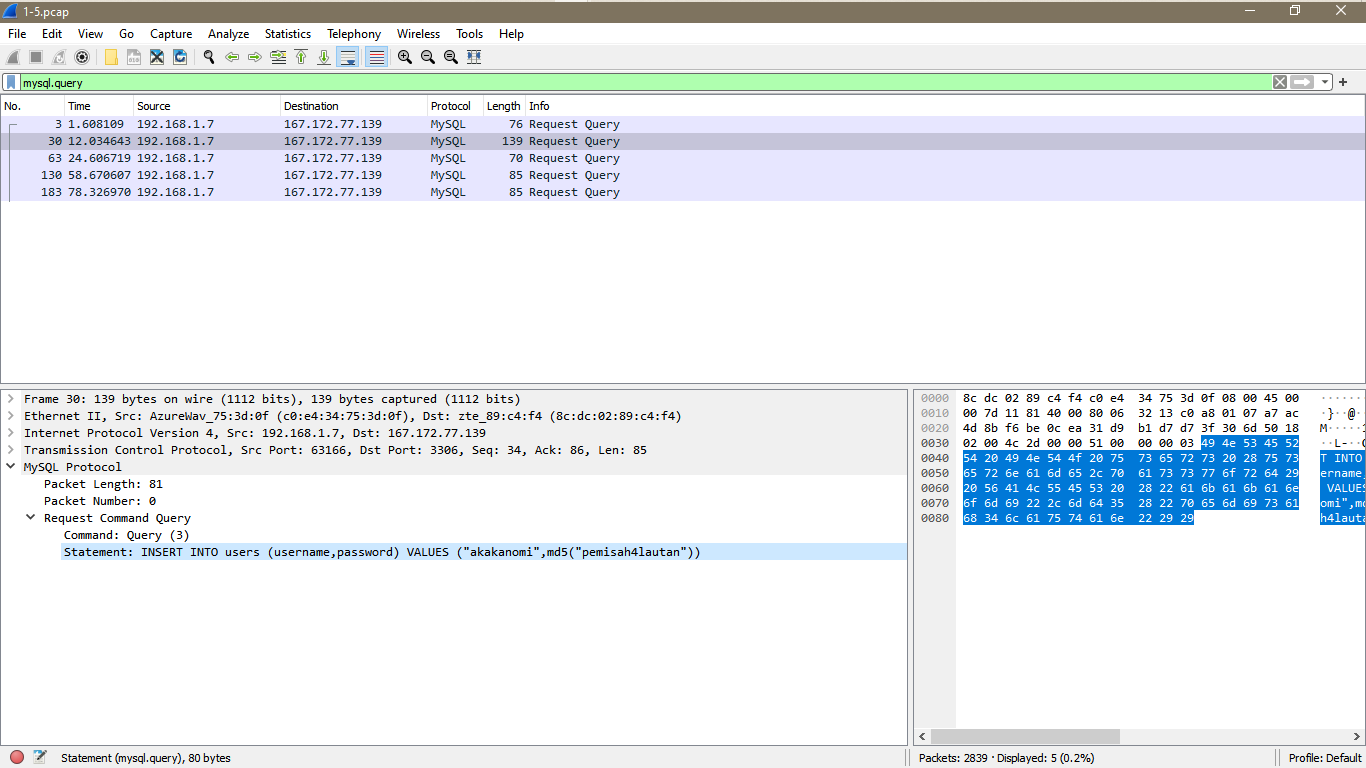 1-5.pcap
File Edit View Go Capture Analyze Statistics Telephony Wireless Tools Help
mysql.query
No. Time Source Destination Protocol Length Info
3 1.608109 192.168.1.7 167.172.77.139 MySQL 76 Request Query
30 12.034643 192.168.1.7 167.172.77.139 MySQL 139 Request Query
63 24.606719 192.168.1.7 167.172.77.139 MySQL 70 Request Query
130 58.670607 192.168.1.7 167.172.77.139 MySQL 85 Request Query
183 78.326970 192.168.1.7 167.172.77.139 MySQL 85 Request Query
Frame 30: 139 bytes on wire (1112 bits), 139 bytes captured (1112 bits)
Ethernet II, Src: AzureWav_75:3d:0f (c0:e4:34:75:3d:0f), Dst: zte_89:c4:f4 (8c:dc:02:89:c4:f4)
Internet Protocol Version 4, Src: 192.168.1.7, Dst: 167.172.77.139
Transmission Control Protocol, Src Port: 63166, Dst Port: 3306, Seq: 34, Ack: 86, Len: 85
MySQL Protocol
Packet Length: 81
Packet Number: 0
Request Command Query
Command: Query (3)
Statement: INSERT INTO users (username,password) VALUES ("akakanomi",md5("pemisah4lautan"))
0000 8c dc 02 89 c4 f4 c0 e4 34 75 3d 0f 08 00 45 00 ·······
0010 00 7d 11 81 40 00 80 06 32 13 c0 a8 01 07 a7 ac ·}··@·
0020 4d 8b f6 be 0c ea 31 d9 b1 d7 d7 3f 30 6d 50 18 M·····1
0030 02 00 4c 2d 00 00 51 00 00 00 03 49 4e 53 45 52 ··L-··Q
0040 54 20 49 4e 54 4f 20 75 73 65 72 73 20 28 75 73 T INTO
0050 65 72 6e 61 6d 65 2c 70 61 73 73 77 6f 72 64 29 ername,
0060 20 56 41 4c 55 45 53 20 28 22 61 6b 61 6b 61 6e VALUES
0070 6f 6d 69 22 2c 6d 64 35 28 22 70 65 6d 69 73 61 omi",md
0080 68 34 6c 61 75 74 61 6e 22 29 29 h4lautan
Statement (mysql.query), 80 bytes
Packets: 2839 · Displayed: 5 (0.2%)
Profile: Default